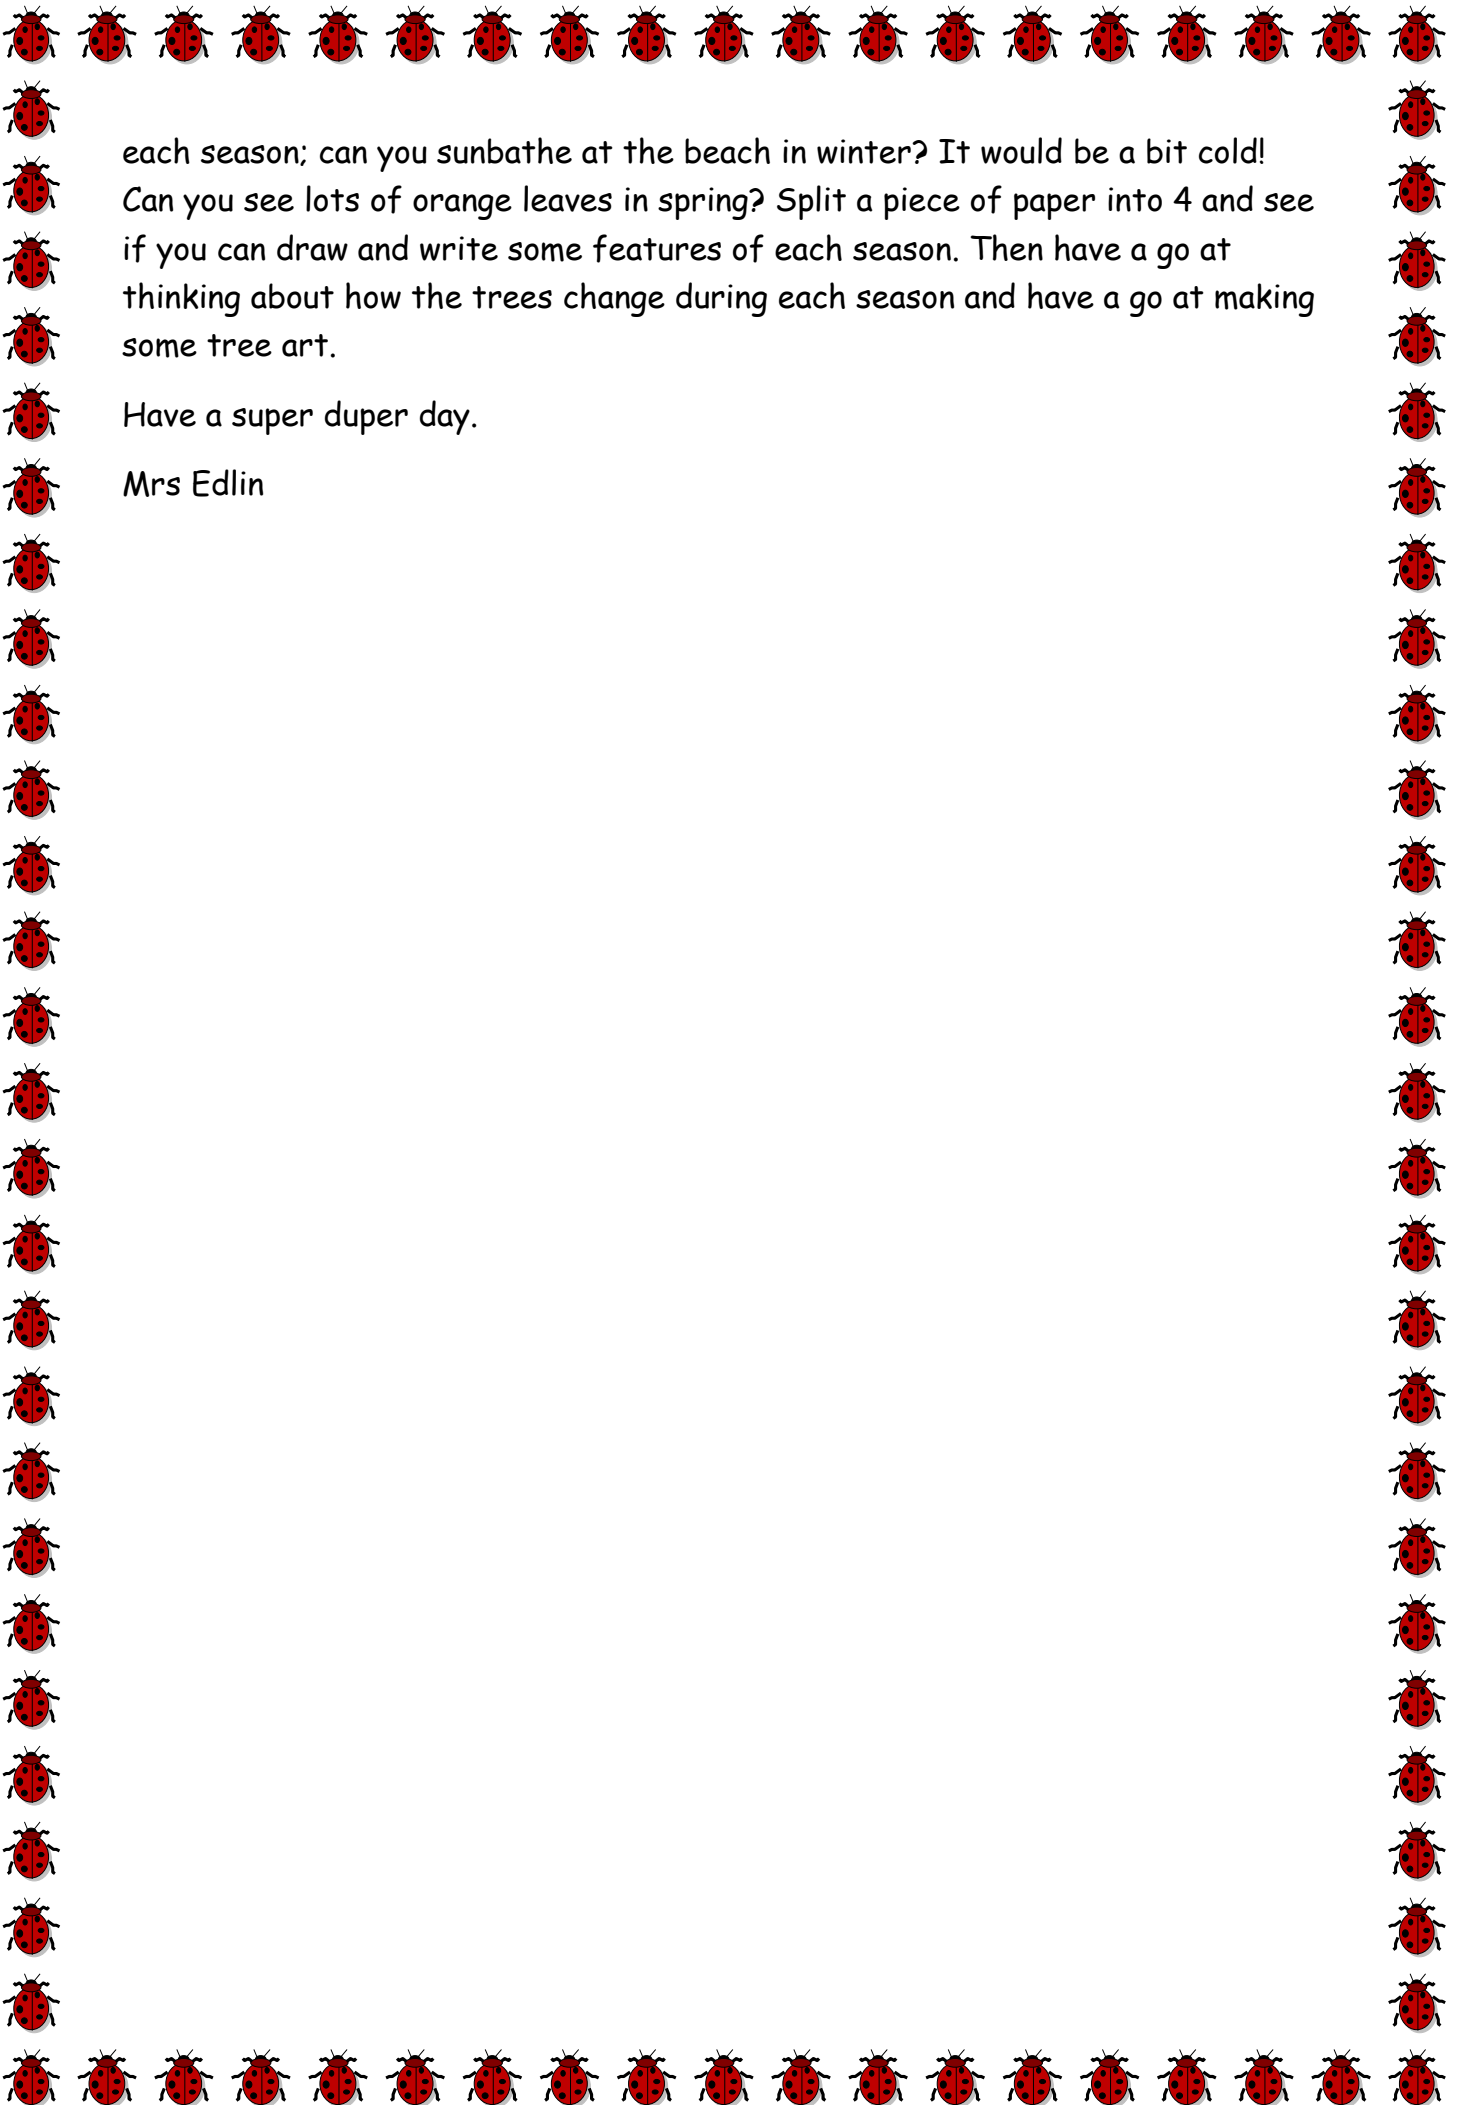 each season; can you sunbathe at the beach in winter? It would be a bit cold!
Can you see lots of orange leaves in spring? Split a piece of paper into 4 and see
if you can draw and write some features of each season. Then have a go at
thinking about how the trees change during each season and have a go at making
some tree art.
Have a super duper day.
Mrs Edlin